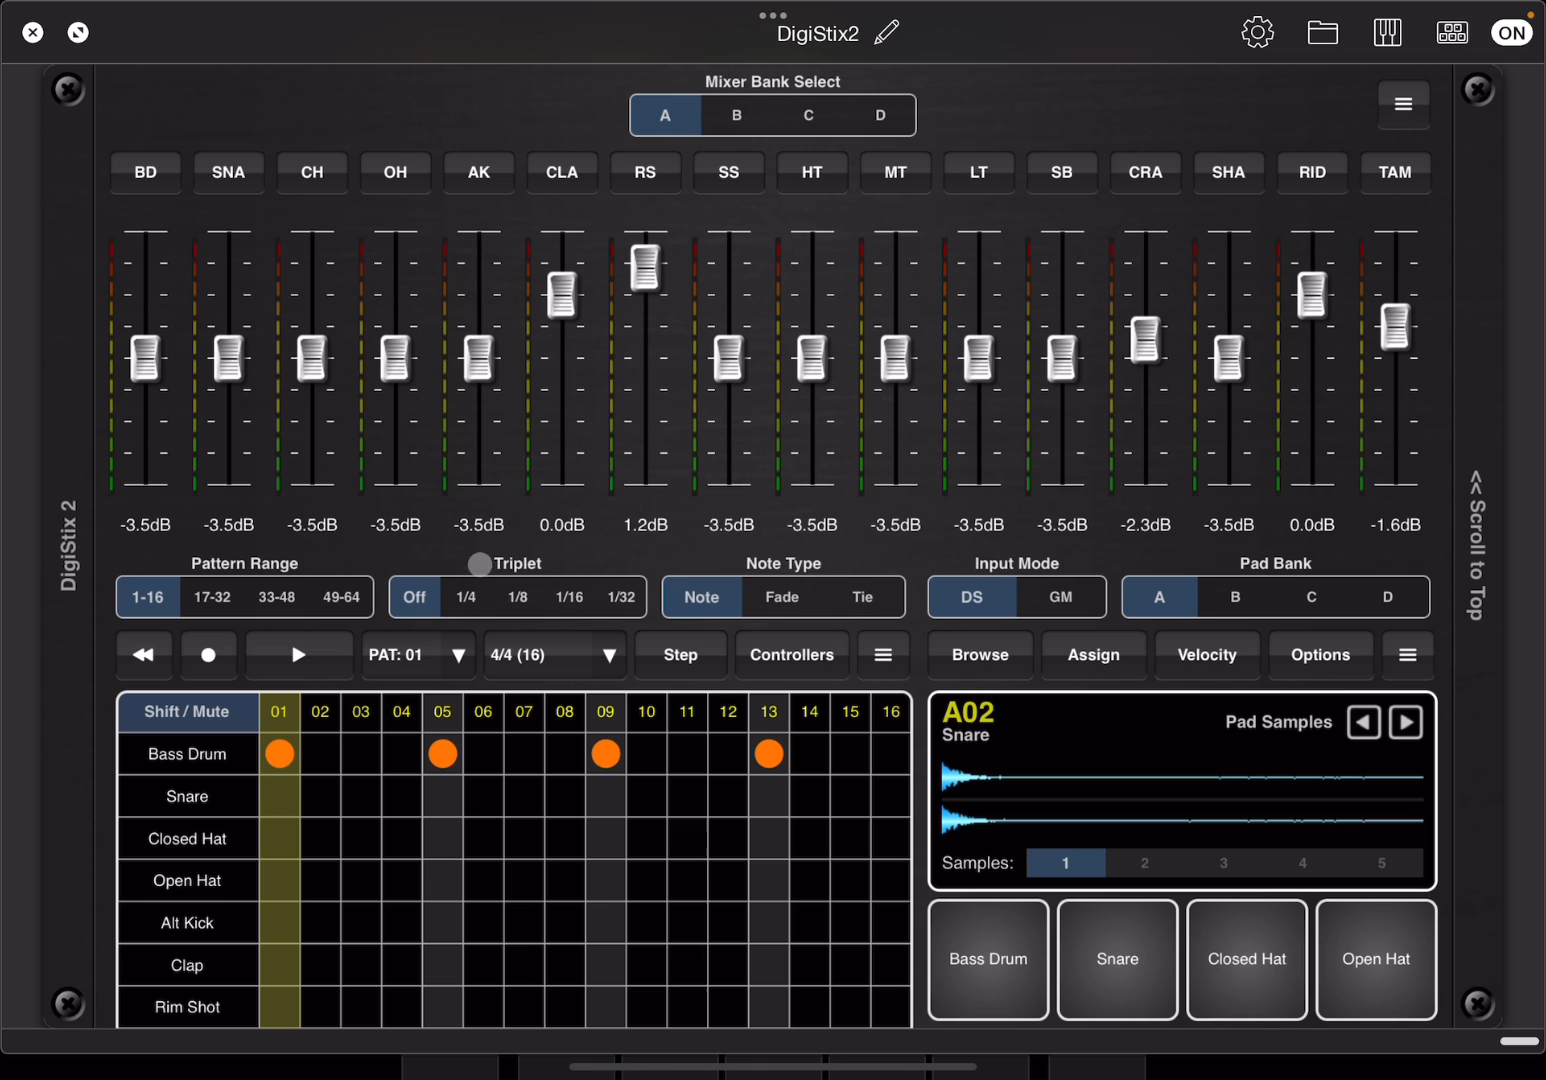 DigiStix2
ON
Mixer Bank Select
A B C D
BD SNA CH OH AK CLA RS SS HT MT LT SB CRA SHA RID TAM
-3.5dB -3.5dB -3.5dB -3.5dB -3.5dB 0.0dB 1.2dB -3.5dB -3.5dB -3.5dB -3.5dB -3.5dB -2.3dB -3.5dB 0.0dB -1.6dB
DigiStix 2
<< Scroll to Top
Pattern Range Triplet Note Type Input Mode Pad Bank
1-16 17-32 33-48 49-64 Off 1/4 1/8 1/16 1/32 Note Fade Tie DS GM A B C D
PAT: 01 4/4 (16) Step Controllers Browse Assign Velocity Options
Shift / Mute 01 02 03 04 05 06 07 08 09 10 11 12 13 14 15 16
Bass Drum
Snare
Closed Hat
Open Hat
Alt Kick
Clap
Rim Shot
A02
Snare
Pad Samples
Samples: 1 2 3 4 5
Bass Drum Snare Closed Hat Open Hat